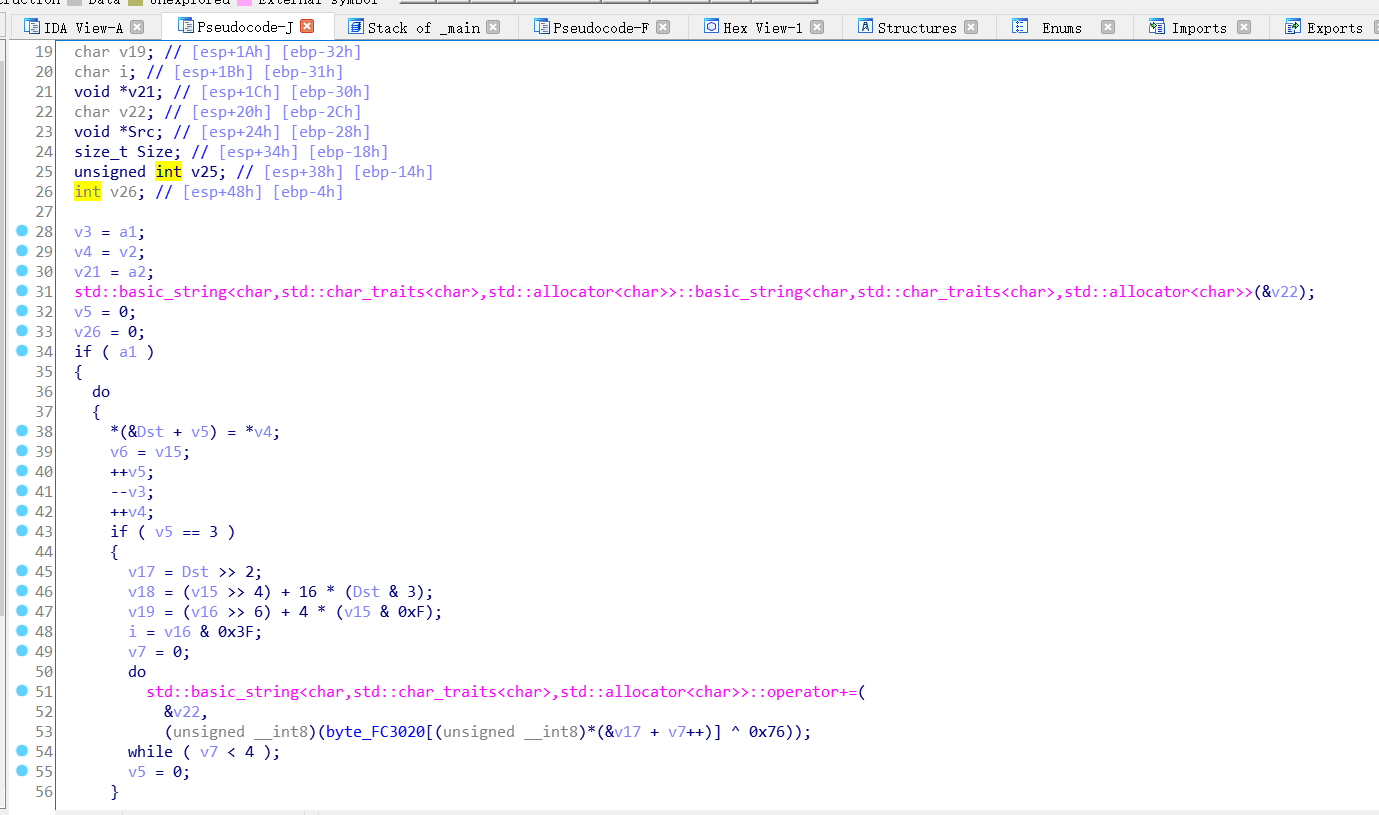 Data
Unexplored
External symbol
IDA View-A
Pseudocode-J
Stack of _main
Pseudocode-F
Hex View-1
Structures
Enums
Imports
Exports
19 char v19; // [esp+1Ah] [ebp-32h]
20 char i; // [esp+1Bh] [ebp-31h]
21 void *v21; // [esp+1Ch] [ebp-30h]
22 char v22; // [esp+20h] [ebp-2Ch]
23 void *Src; // [esp+24h] [ebp-28h]
24 size_t Size; // [esp+34h] [ebp-18h]
25 unsigned int v25; // [esp+38h] [ebp-14h]
26 int v26; // [esp+48h] [ebp-4h]
27
28 v3 = a1;
29 v4 = v2;
30 v21 = a2;
31 std::basic_string<char,std::char_traits<char>,std::allocator<char>>::basic_string<char,std::char_traits<char>,std::allocator<char>>(&v22);
32 v5 = 0;
33 v26 = 0;
34 if ( a1 )
35 {
36 do
37 {
38 *(&Dst + v5) = *v4;
39 v6 = v15;
40 ++v5;
41 --v3;
42 ++v4;
43 if ( v5 == 3 )
44 {
45 v17 = Dst >> 2;
46 v18 = (v15 >> 4) + 16 * (Dst & 3);
47 v19 = (v16 >> 6) + 4 * (v15 & 0xF);
48 i = v16 & 0x3F;
49 v7 = 0;
50 do
51 std::basic_string<char,std::char_traits<char>,std::allocator<char>>::operator+=(
52 &v22,
53 (unsigned __int8)(byte_FC3020[(unsigned __int8)*(&v17 + v7++)] ^ 0x76));
54 while ( v7 < 4 );
55 v5 = 0;
56 }